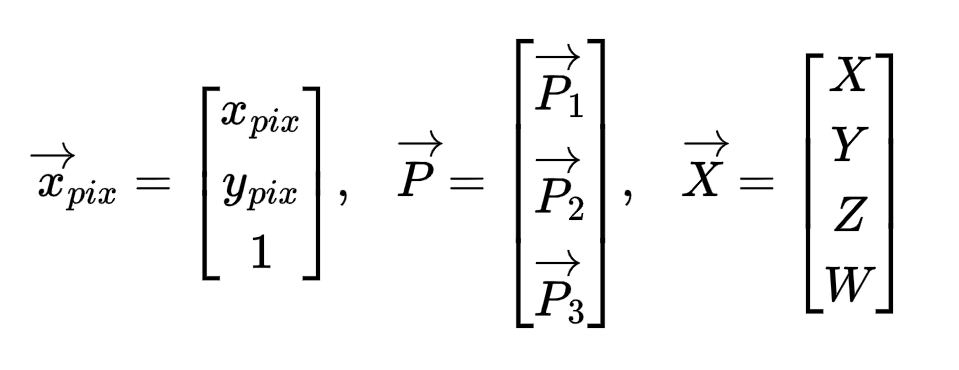 $\overrightarrow{x}_{pix} = \begin{bmatrix} x_{pix} \\ y_{pix} \\ 1 \end{bmatrix}, \quad \overrightarrow{P} = \begin{bmatrix} \overrightarrow{P_1} \\ \overrightarrow{P_2} \\ \overrightarrow{P_3} \end{bmatrix}, \quad \overrightarrow{X} = \begin{bmatrix} X \\ Y \\ Z \\ W \end{bmatrix}$